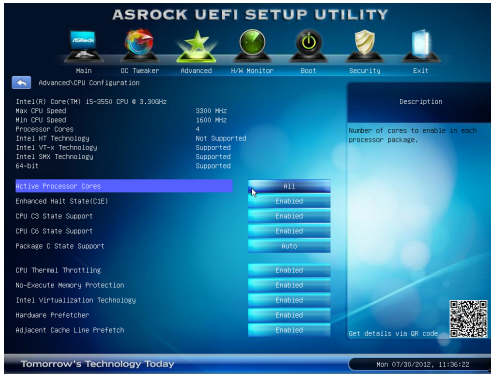 ASROCK UEFI SETUP UTILITY
ASRock
Main
OC Tweaker
Advanced
H/W Monitor
Boot
Security
Exit
Advanced\CPU Configuration
Intel(R) Core(TM) i5-3550 CPU @ 3.30GHz
Max CPU Speed 3300 MHz
Min CPU Speed 1600 MHz
Processor Cores 4
Intel HT Technology Not Supported
Intel VT-x Technology Supported
Intel SMX Technology Supported
64-bit Supported
Active Processor Cores All
Enhanced Halt State(C1E) Enabled
CPU C3 State Support Enabled
CPU C6 State Support Enabled
Package C State Support Auto
CPU Thermal Throttling Enabled
No-Execute Memory Protection Enabled
Intel Virtualization Technology Enabled
Hardware Prefetcher Enabled
Adjacent Cache Line Prefetch Enabled
Description
Number of cores to enable in each
processor package.
Get details via QR code
Tomorrow's Technology Today
Mon 07/30/2012, 11:36:22